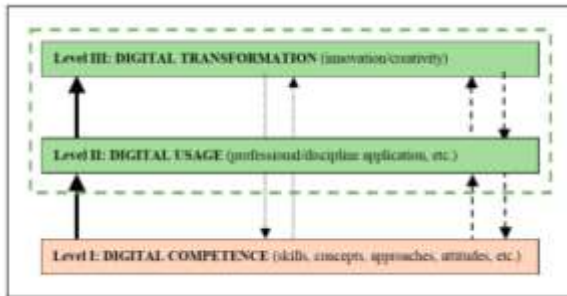 Level III: DIGITAL TRANSFORMATION (innovation/creativity)
Level II: DIGITAL USAGE (professional/discipline application, etc.)
Level I: DIGITAL COMPETENCE (skills, concepts, approaches, attitudes, etc.)